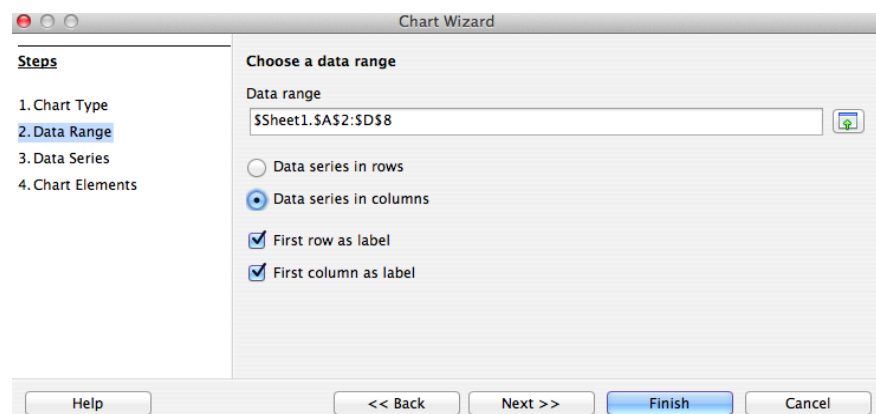 Chart Wizard
Steps
1. Chart Type
2. Data Range
3. Data Series
4. Chart Elements
Choose a data range
Data range
$Sheet1.$A$2:$D$8
Data series in rows
Data series in columns
First row as label
First column as label
Help
<< Back
Next >>
Finish
Cancel